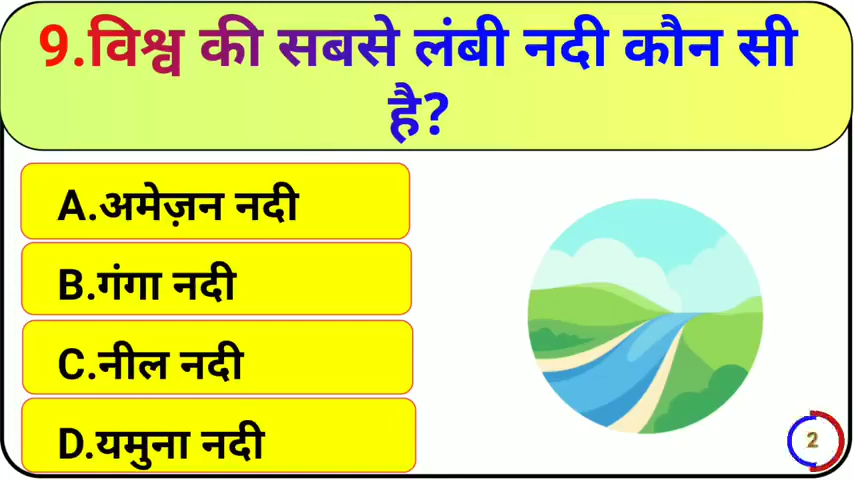 9.विश्व की सबसे लंबी नदी कौन सी
है?
A.अमेज़न नदी
B.गंगा नदी
C.नील नदी
D.यमुना नदी
2